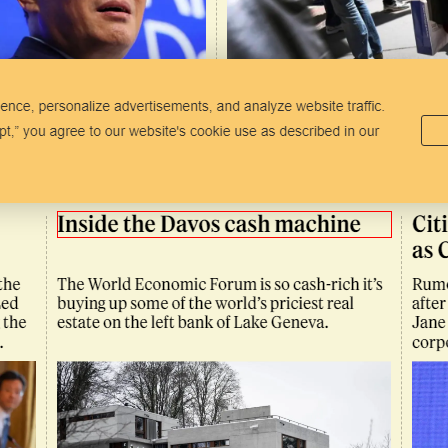 D
ence, personalize advertisements, and analyze website traffic.
pt," you agree to our website's cookie use as described in our
Inside the Davos cash machine
Citi
as C
the
ed
the
.
The World Economic Forum is so cash-rich it's
buying up some of the world's priciest real
estate on the left bank of Lake Geneva.
Rum
after
Jane
corp